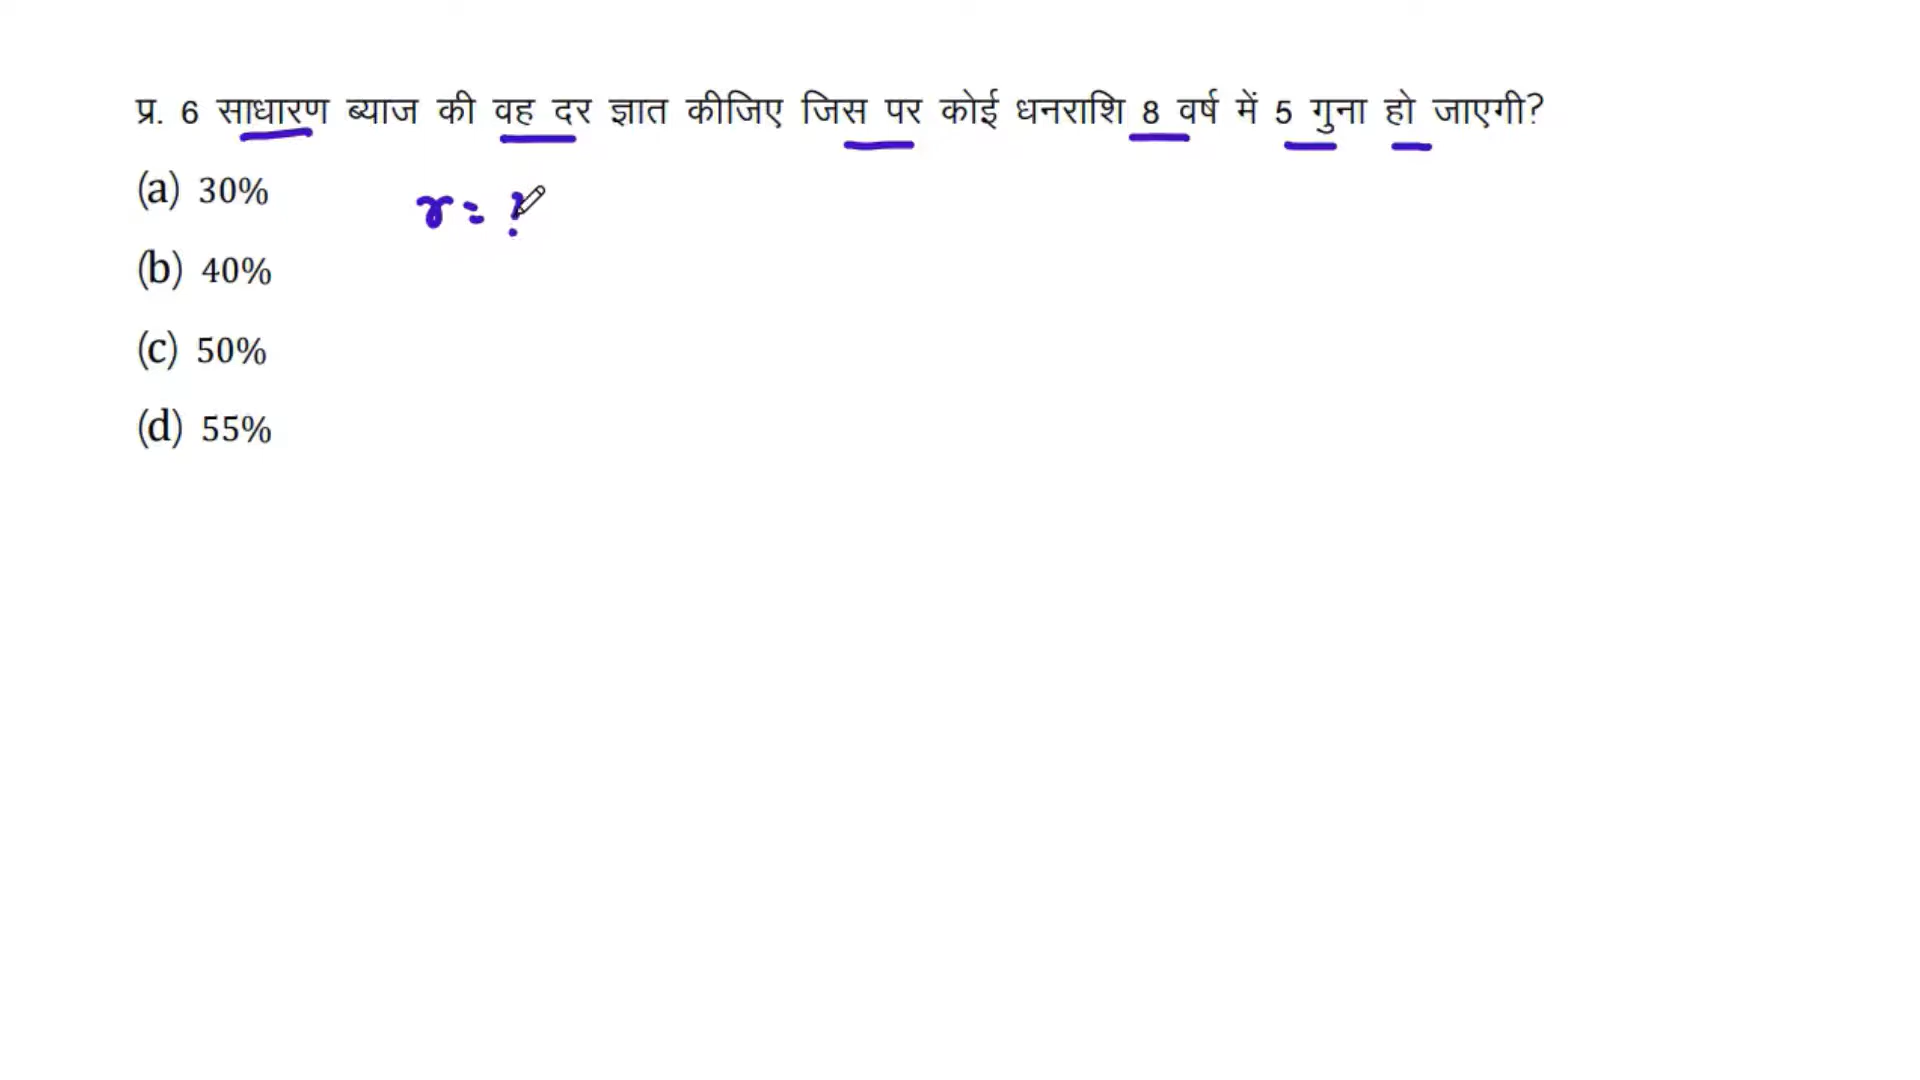 प्र. 6 साधारण ब्याज की वह दर ज्ञात कीजिए जिस पर कोई धनराशि 8 वर्ष में 5 गुना हो जाएगी?
(a) 30%
r = ?
(b) 40%
(c) 50%
(d) 55%